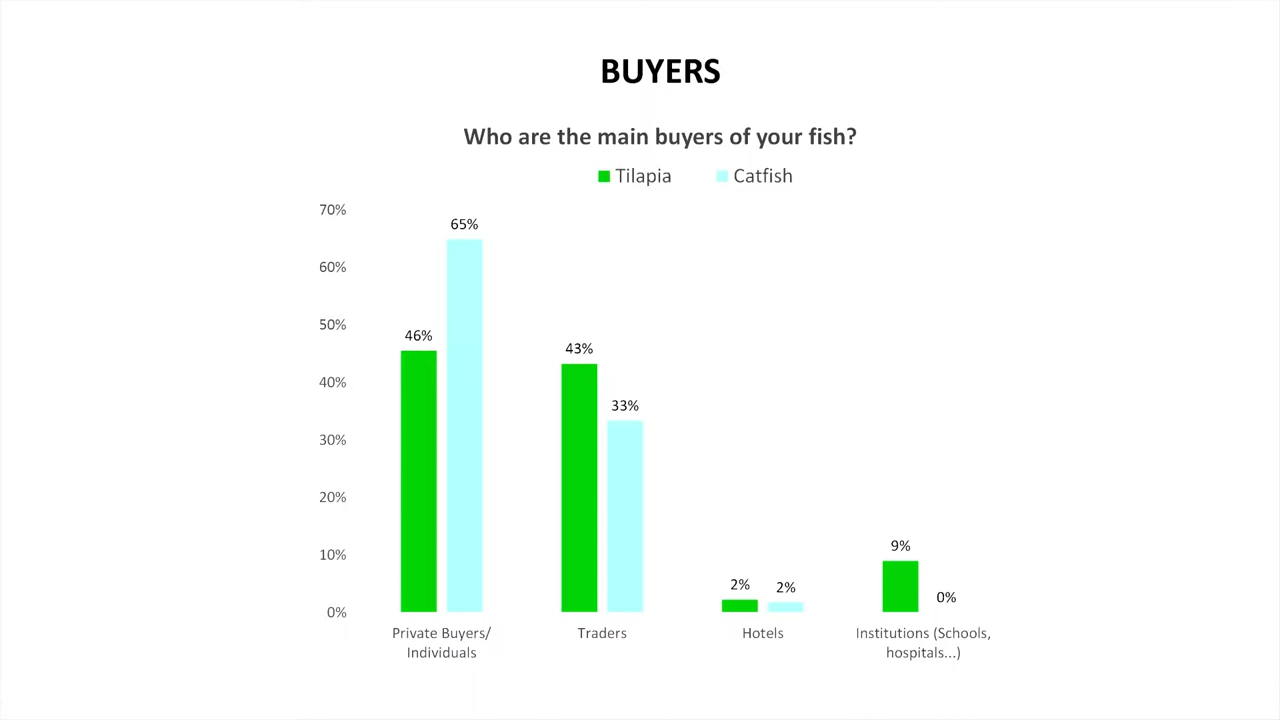 BUYERS
Who are the main buyers of your fish?
Tilapia Catfish
70%
60%
50%
40%
30%
20%
10%
0%
46%
65%
43%
33%
2%
2%
9%
0%
Private Buyers/
Individuals
Traders
Hotels
Institutions (Schools,
hospitals...)